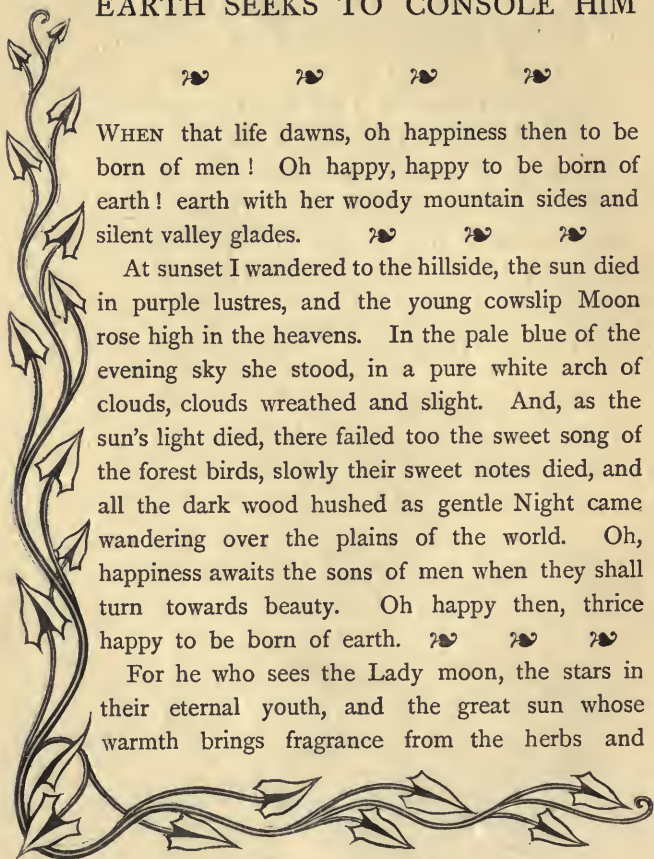 EARTH SEEKS TO CONSOLE HIM
WHEN that life dawns, oh happiness then to be
born of men ! Oh happy, happy to be born of
earth ! earth with her woody mountain sides and
silent valley glades.
At sunset I wandered to the hillside, the sun died
in purple lustres, and the young cowslip Moon
rose high in the heavens. In the pale blue of the
evening sky she stood, in a pure white arch of
clouds, clouds wreathed and slight. And, as the
sun's light died, there failed too the sweet song of
the forest birds, slowly their sweet notes died, and
all the dark wood hushed as gentle Night came
wandering over the plains of the world. Oh,
happiness awaits the sons of men when they shall
turn towards beauty. Oh happy then, thrice
happy to be born of earth.
For he who sees the Lady moon, the stars in
their eternal youth, and the great sun whose
warmth brings fragrance from the herbs and